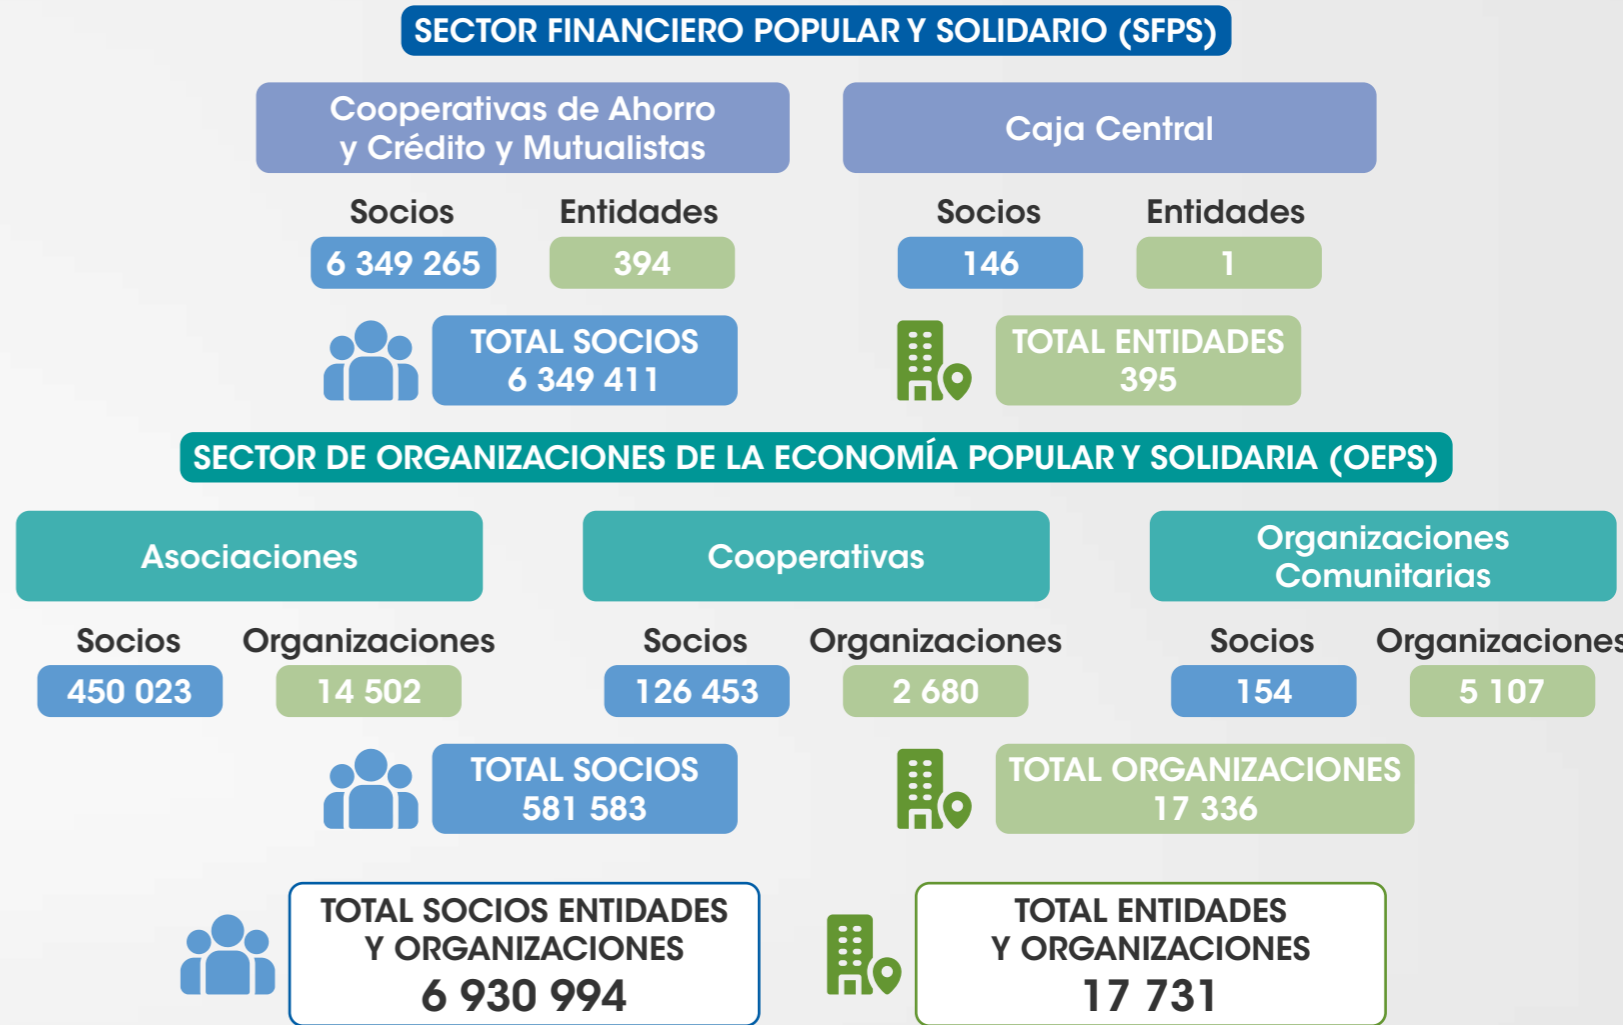 SECTOR FINANCIERO POPULAR Y SOLIDARIO (SFPS)
Cooperativas de Ahorro
y Crédito y Mutualistas
Caja Central
Socios
Entidades
Socios
Entidades
6 349 265
394
146
1
TOTAL SOCIOS
6 349 411
TOTAL ENTIDADES
395
SECTOR DE ORGANIZACIONES DE LA ECONOMÍA POPULAR Y SOLIDARIA (OEPS)
Asociaciones
Cooperativas
Organizaciones
Comunitarias
Socios
Organizaciones
Socios
Organizaciones
Socios
Organizaciones
450 023
14 502
126 453
2 680
154
5 107
TOTAL SOCIOS
581 583
TOTAL ORGANIZACIONES
17 336
TOTAL SOCIOS ENTIDADES
Y ORGANIZACIONES
6 930 994
TOTAL ENTIDADES
Y ORGANIZACIONES
17 731